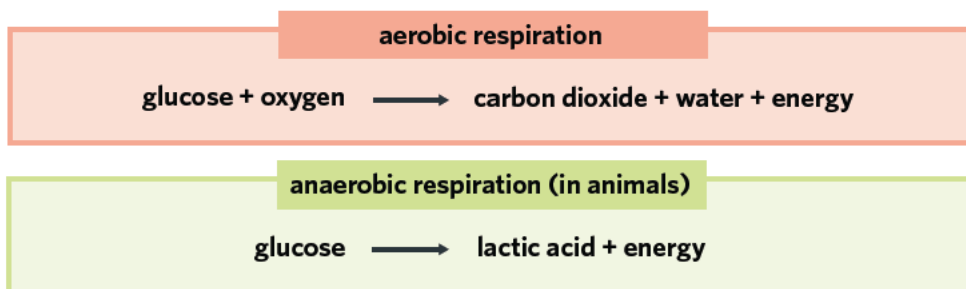 aerobic respiration
glucose + oxygen ⟶ carbon dioxide + water + energy
anaerobic respiration (in animals)
glucose ⟶ lactic acid + energy